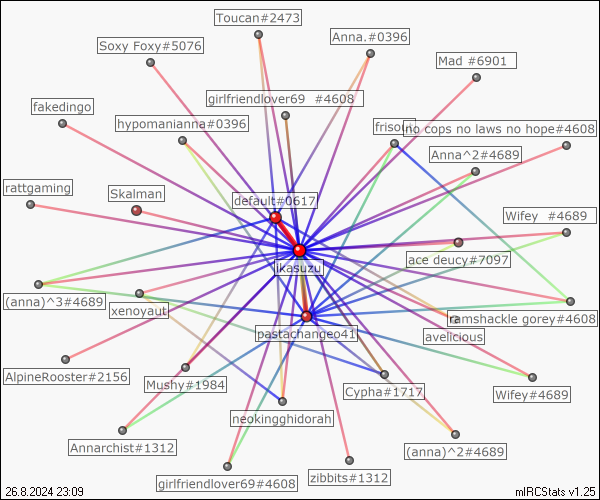 Toucan#2473
Anna.#0396
Soxy Foxy#5076
Mad #6901
girlfriendlover69 #4608
fakedingo
hypomanianna#0396
no cops no laws no hope#4608
Anna^2#4689
rattgaming
Skalman
default#0617
Wifey #4689
ikasuzu
ace deucy#7097
(anna)^3#4689
xenoyaut
ramshackle gorey#4608
pastachangeo41
avelicious
AlpineRooster#2156
Mushy#1984
Cypha#1717
Wifey#4689
neokingghidorah
Annarchist#1312
(anna)^2#4689
girlfriendlover69#4608
zibbits#1312
26.8.2024 23:09
mIRCStats v1.25